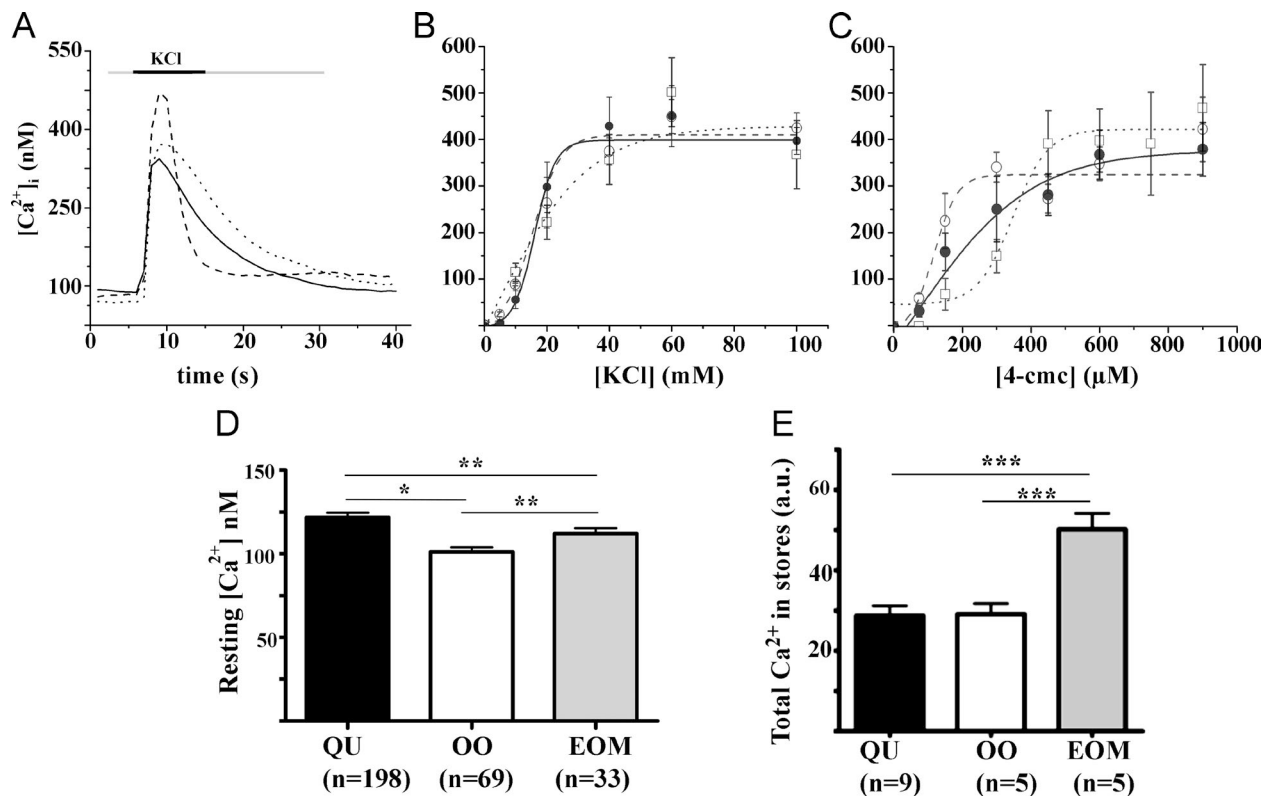 A
550
450
250
100
[Ca²⁺]ᵢ (nM)
KCl
0 10 20 30 40
time (s)
B
600
500
400
300
200
100
0 20 40 60 80 100
[KCl] (mM)
C
600
500
400
300
200
100
0 200 400 600 800 1000
[4-cmc] (µM)
D
150
100
50
Resting [Ca²⁺] nM
**
*
**
QU OO EOM
(n=198) (n=69) (n=33)
E
60
40
20
Total Ca²⁺ in stores (a.u.)
***
***
QU OO EOM
(n=9) (n=5) (n=5)